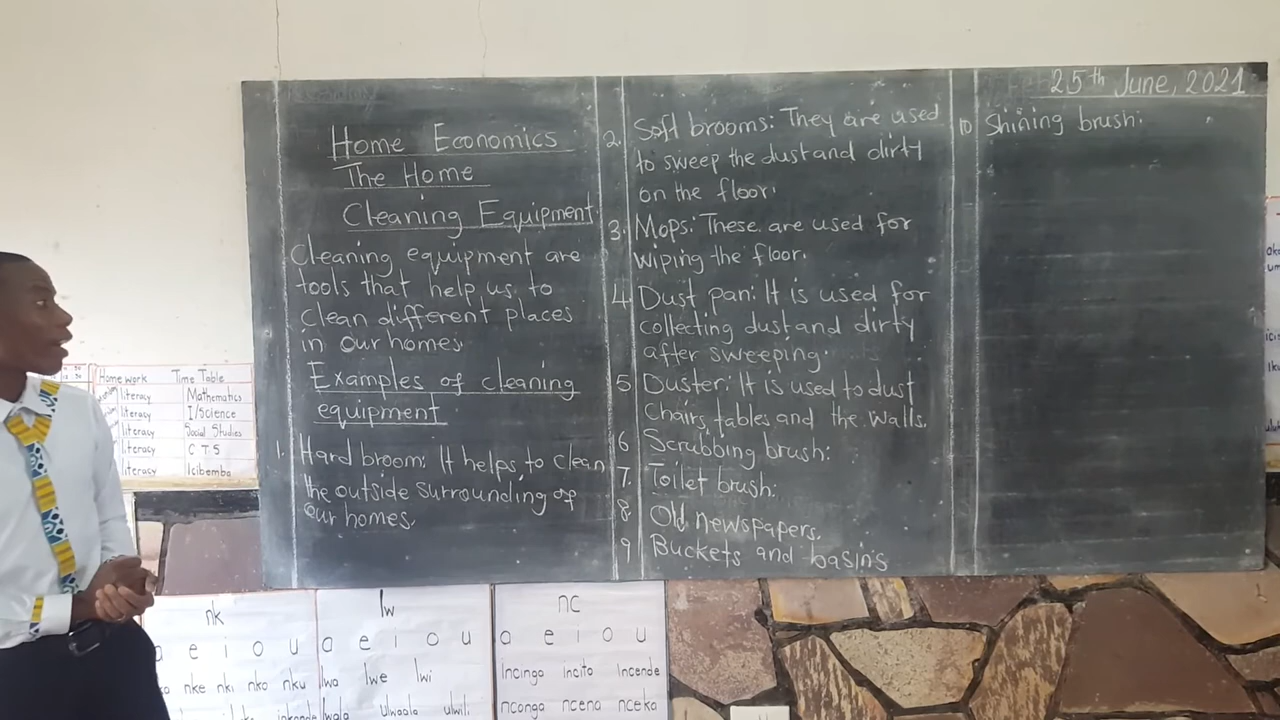 Home Economics
The Home
Cleaning Equipment
Cleaning equipment are
tools that help us to
clean different places
in our homes.
Examples of cleaning
equipment
1. Hard broom: It helps to clean
the outside surrounding of
our homes.
2. Soft brooms: They are used
to sweep the dust and dirty
on the floor.
3. Mops: These are used for
wiping the floor.
4 Dust pan: It is used for
collecting dust and dirty
after sweeping.
5 Duster: It is used to dust
Chairs, tables and the walls.
6 Scrubbing brush:
7. Toilet brush:
8 Old newspapers.
9 Buckets and basins
25th June, 2021
10 Shining brush:
Home work Time Table
literacy Mathematics
literacy I/Science
literacy Social Studies
literacy C T S
literacy Icibemba
nk
a e i o u
nke nki nko nku
lw
a e i o u
lwa lwe lwi
lwala ulwaala ulwili
nc
a e i o u
Incinga incito Incende
nconga ncena nceka